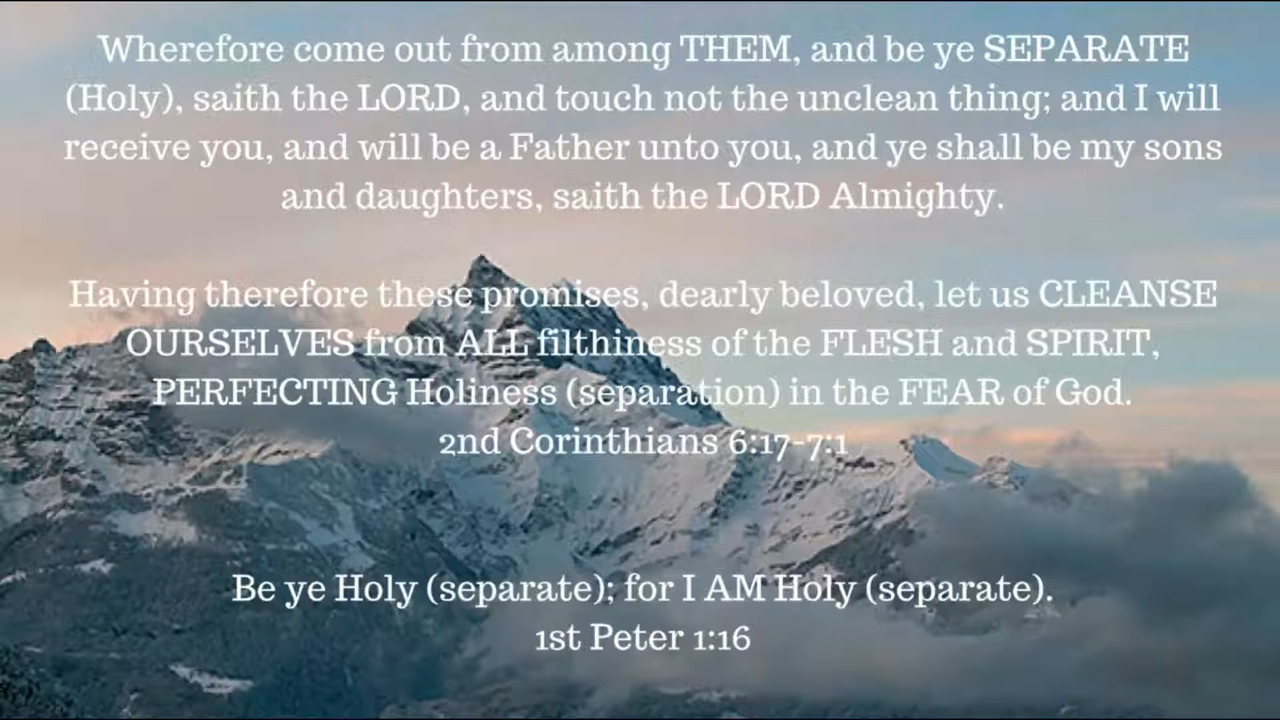 Wherefore come out from among THEM, and be ye SEPARATE
(Holy), saith the LORD, and touch not the unclean thing; and I will
receive you, and will be a Father unto you, and ye shall be my sons
and daughters, saith the LORD Almighty.
Having therefore these promises, dearly beloved, let us CLEANSE
OURSELVES from ALL filthiness of the FLESH and SPIRIT,
PERFECTING Holiness (separation) in the FEAR of God.
2nd Corinthians 6:17-7:1
Be ye Holy (separate); for I AM Holy (separate).
1st Peter 1:16